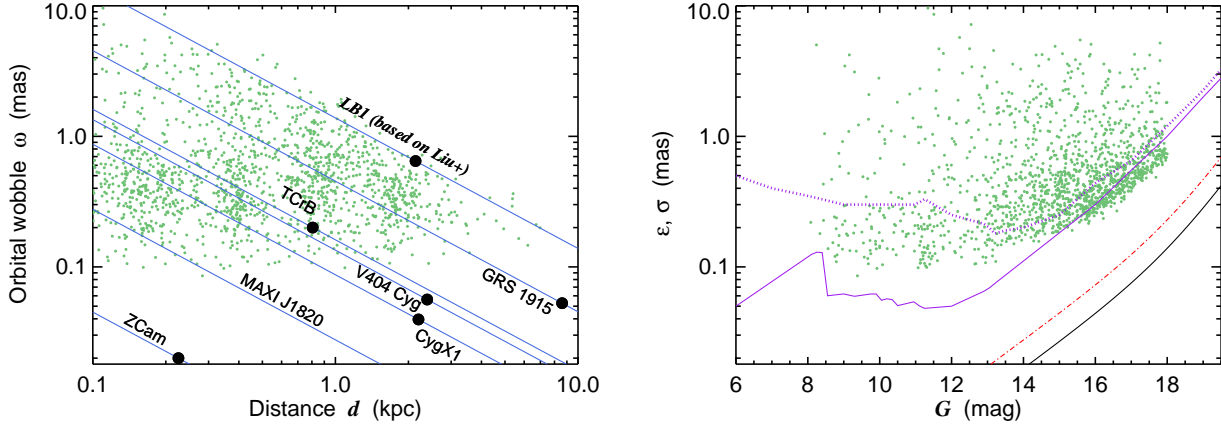 Orbital wobble ω (mas)
10.0
1.0
0.1
LB1 (based on Liu+)
TCrB
V404 Cyg
GRS 1915
MAXI J1820
CygX1
ZCam
0.1
1.0
10.0
Distance d (kpc)
ε, σ (mas)
10.0
1.0
0.1
6
8
10
12
14
16
18
G (mag)